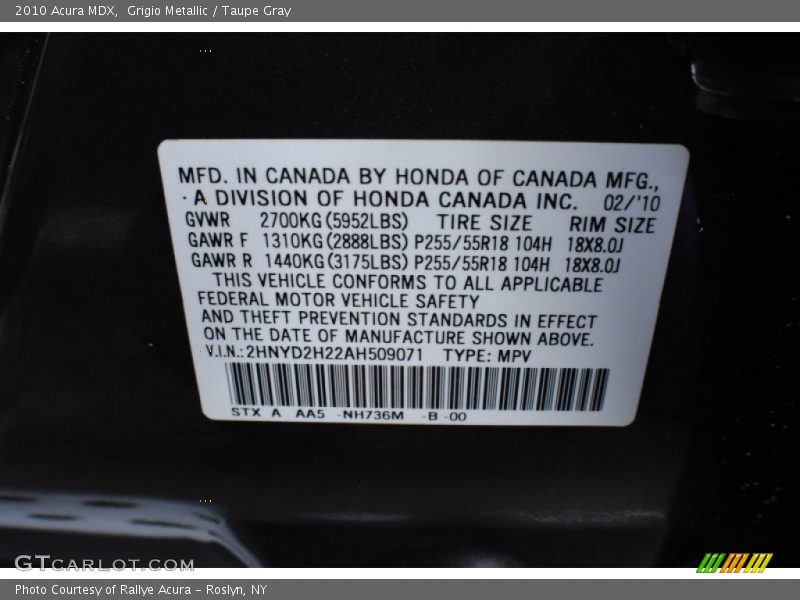 2010 Acura MDX,  Grigio Metallic / Taupe Gray
MFD. IN CANADA BY HONDA OF CANADA MFG.,
A DIVISION OF HONDA CANADA INC. 02/'10
GVWR 2700KG(5952LBS) TIRE SIZE RIM SIZE
GAWR F 1310KG(2888LBS) P255/55R18 104H 18X8.0J
GAWR R 1440KG(3175LBS) P255/55R18 104H 18X8.0J
THIS VEHICLE CONFORMS TO ALL APPLICABLE
FEDERAL MOTOR VEHICLE SAFETY
AND THEFT PREVENTION STANDARDS IN EFFECT
ON THE DATE OF MANUFACTURE SHOWN ABOVE.
V.I.N.: 2HNYD2H22AH509071 TYPE: MPV
STX A AA5 -NH736M -B -00
GTCARLOT.COM
Photo Courtesy of Rallye Acura – Roslyn, NY